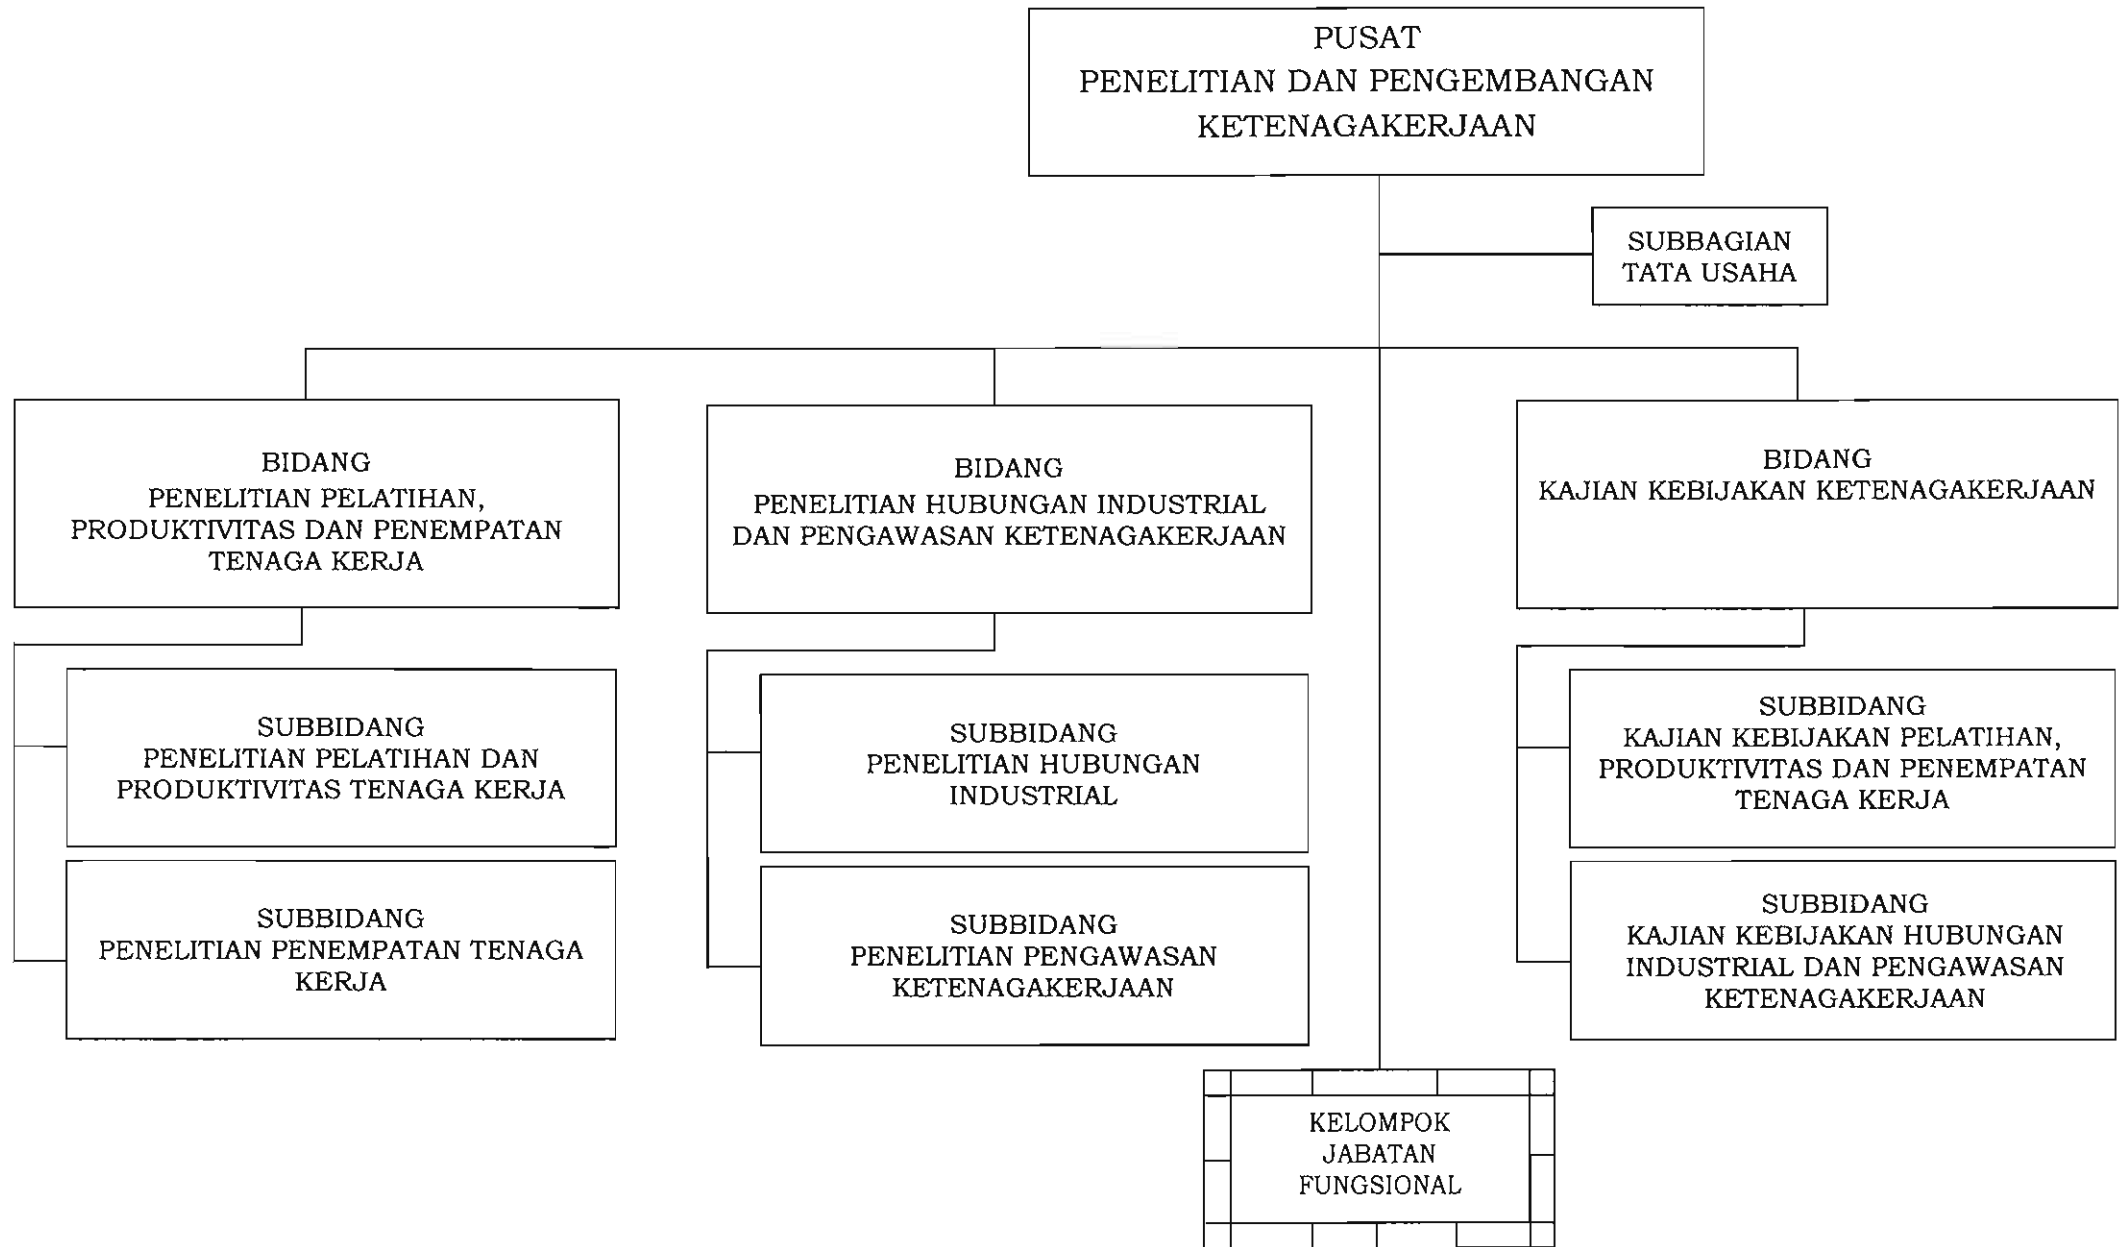 PUSAT
PENELITIAN DAN PENGEMBANGAN
KETENAGAKERJAAN
SUBBAGIAN
TATA USAHA
BIDANG
PENELITIAN PELATIHAN,
PRODUKTIVITAS DAN PENEMPATAN
TENAGA KERJA
BIDANG
PENELITIAN HUBUNGAN INDUSTRIAL
DAN PENGAWASAN KETENAGAKERJAAN
BIDANG
KAJIAN KEBIJAKAN KETENAGAKERJAAN
SUBBIDANG
PENELITIAN PELATIHAN DAN
PRODUKTIVITAS TENAGA KERJA
SUBBIDANG
PENELITIAN HUBUNGAN
INDUSTRIAL
SUBBIDANG
KAJIAN KEBIJAKAN PELATIHAN,
PRODUKTIVITAS DAN PENEMPATAN
TENAGA KERJA
SUBBIDANG
PENELITIAN PENEMPATAN TENAGA
KERJA
SUBBIDANG
PENELITIAN PENGAWASAN
KETENAGAKERJAAN
SUBBIDANG
KAJIAN KEBIJAKAN HUBUNGAN
INDUSTRIAL DAN PENGAWASAN
KETENAGAKERJAAN
KELOMPOK
JABATAN
FUNGSIONAL